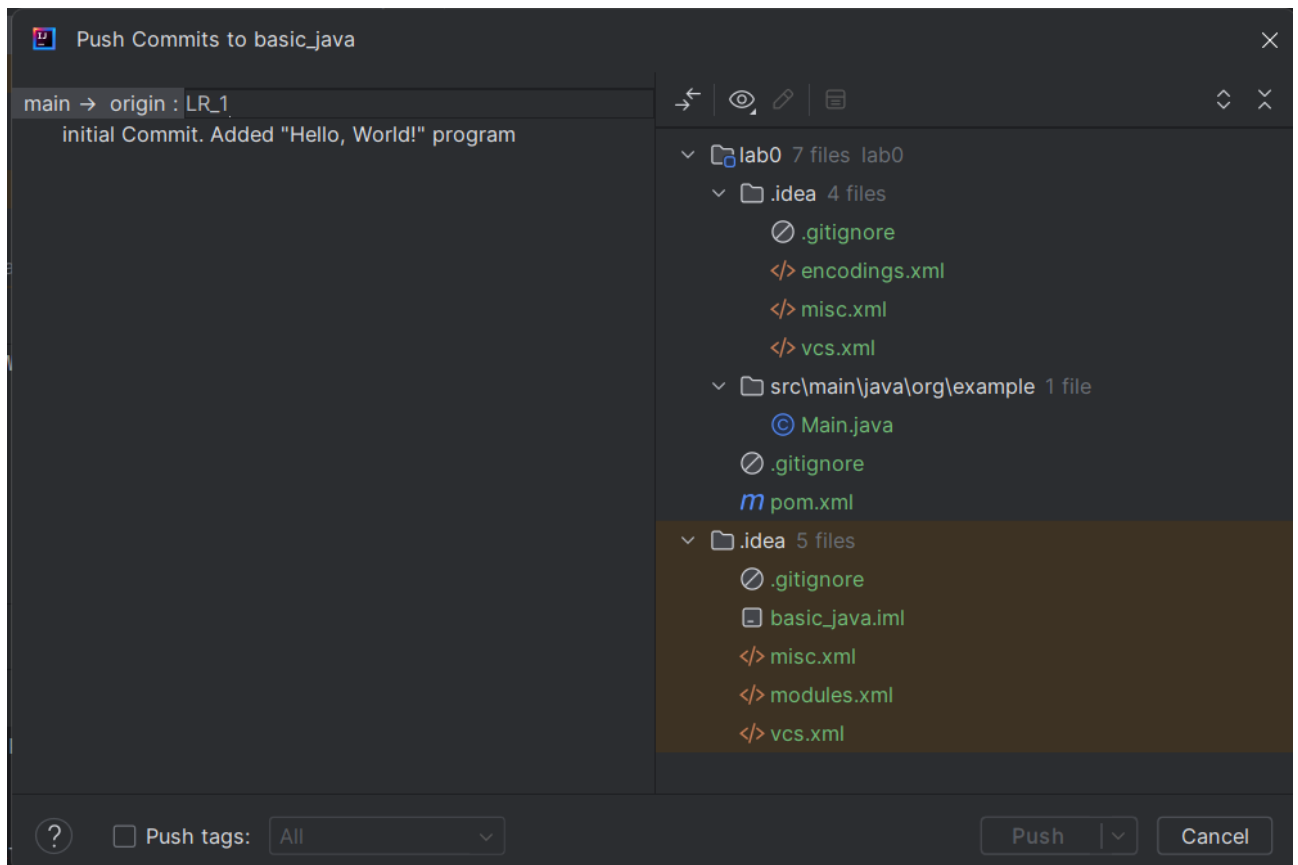 Push Commits to basic_java
main → origin : LR_1
initial Commit. Added "Hello, World!" program
lab0 7 files lab0
.idea 4 files
.gitignore
encodings.xml
misc.xml
vcs.xml
src\main\java\org\example 1 file
Main.java
.gitignore
pom.xml
.idea 5 files
.gitignore
basic_java.iml
misc.xml
modules.xml
vcs.xml
? Push tags: All Push Cancel